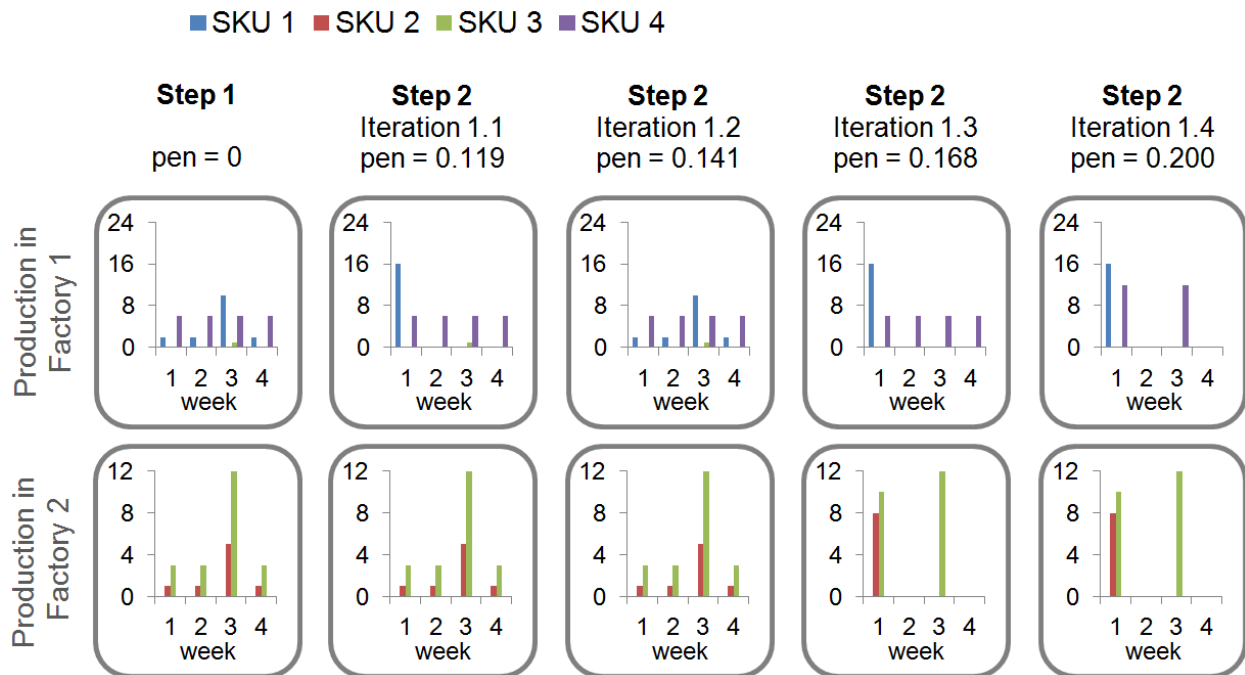 SKU 1 SKU 2 SKU 3 SKU 4
Step 1
pen = 0
Step 2
Iteration 1.1
pen = 0.119
Step 2
Iteration 1.2
pen = 0.141
Step 2
Iteration 1.3
pen = 0.168
Step 2
Iteration 1.4
pen = 0.200
Production in
Factory 1
24
16
8
0
1 2 3 4
week
24
16
8
0
1 2 3 4
week
24
16
8
0
1 2 3 4
week
24
16
8
0
1 2 3 4
week
24
16
8
0
1 2 3 4
week
Production in
Factory 2
12
8
4
0
1 2 3 4
week
12
8
4
0
1 2 3 4
week
12
8
4
0
1 2 3 4
week
12
8
4
0
1 2 3 4
week
12
8
4
0
1 2 3 4
week